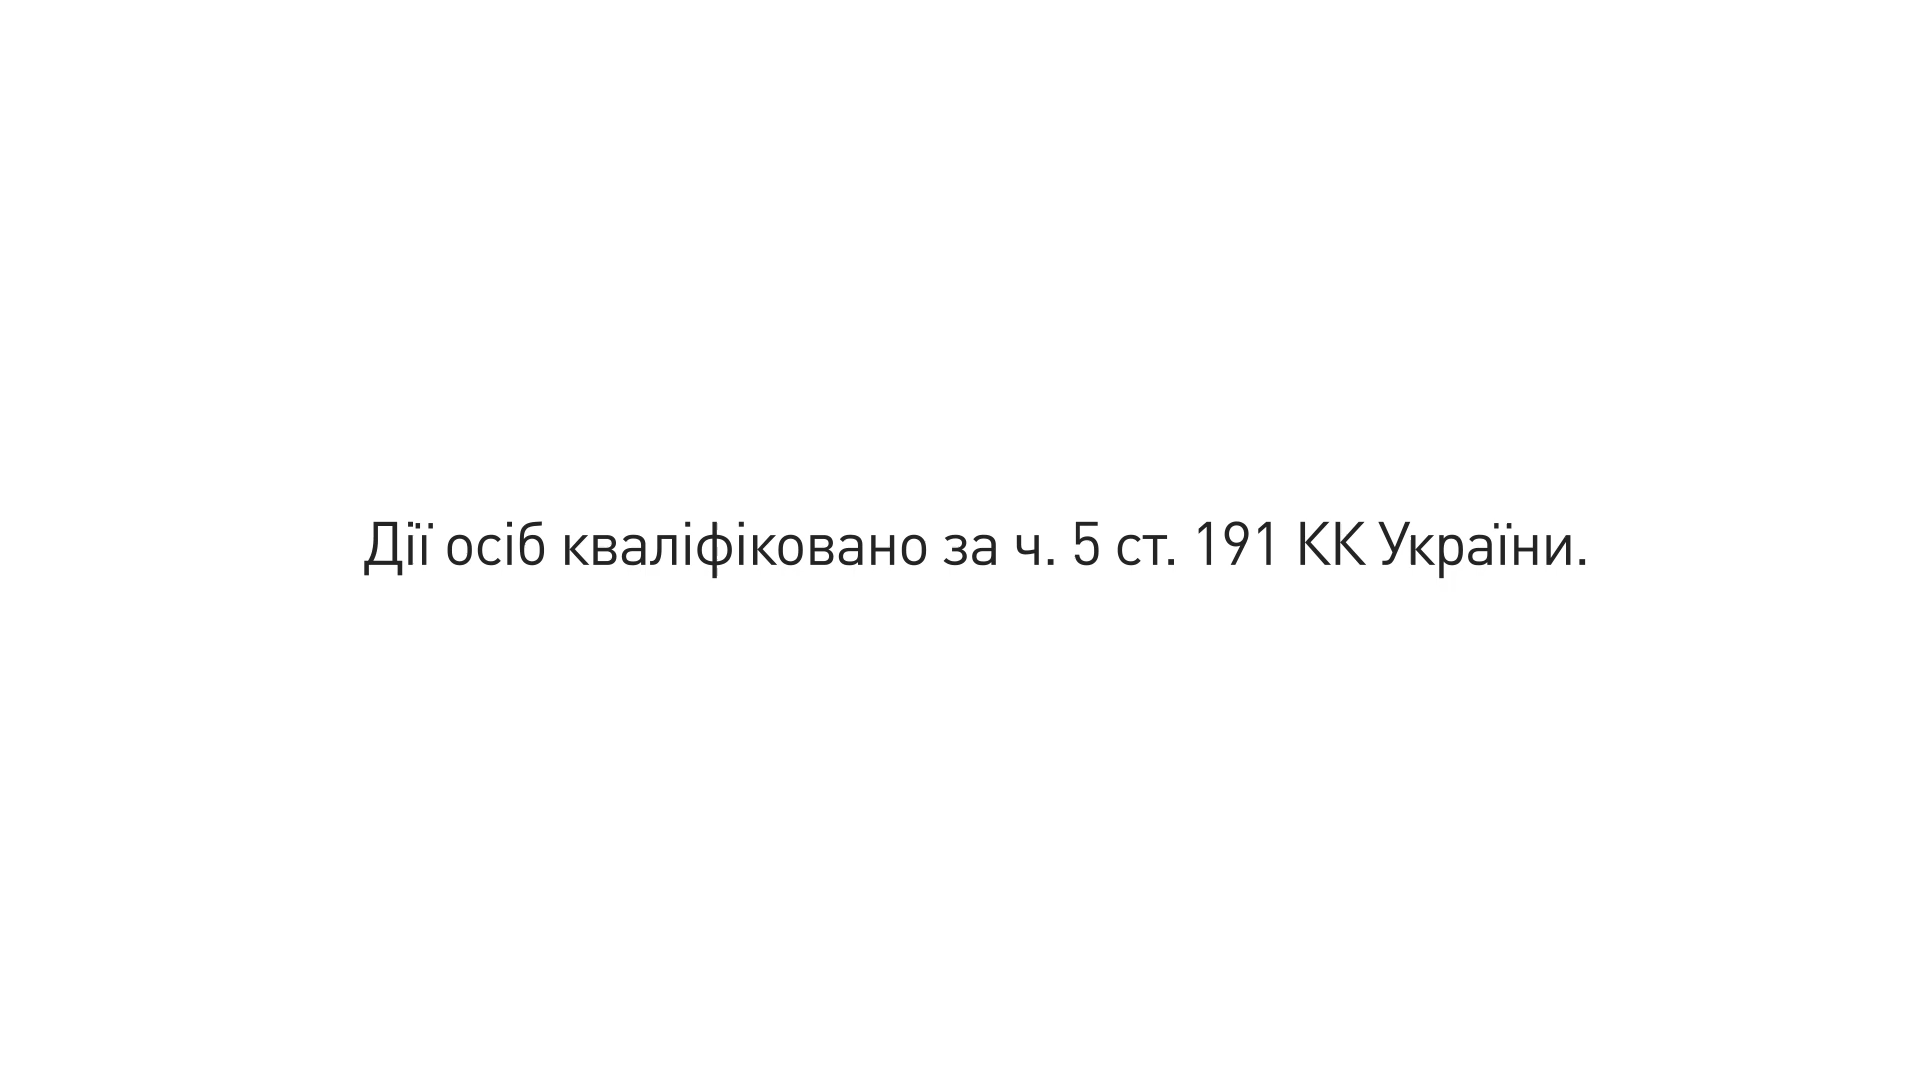 Дії осіб кваліфіковано за ч. 5 ст. 191 КК України.